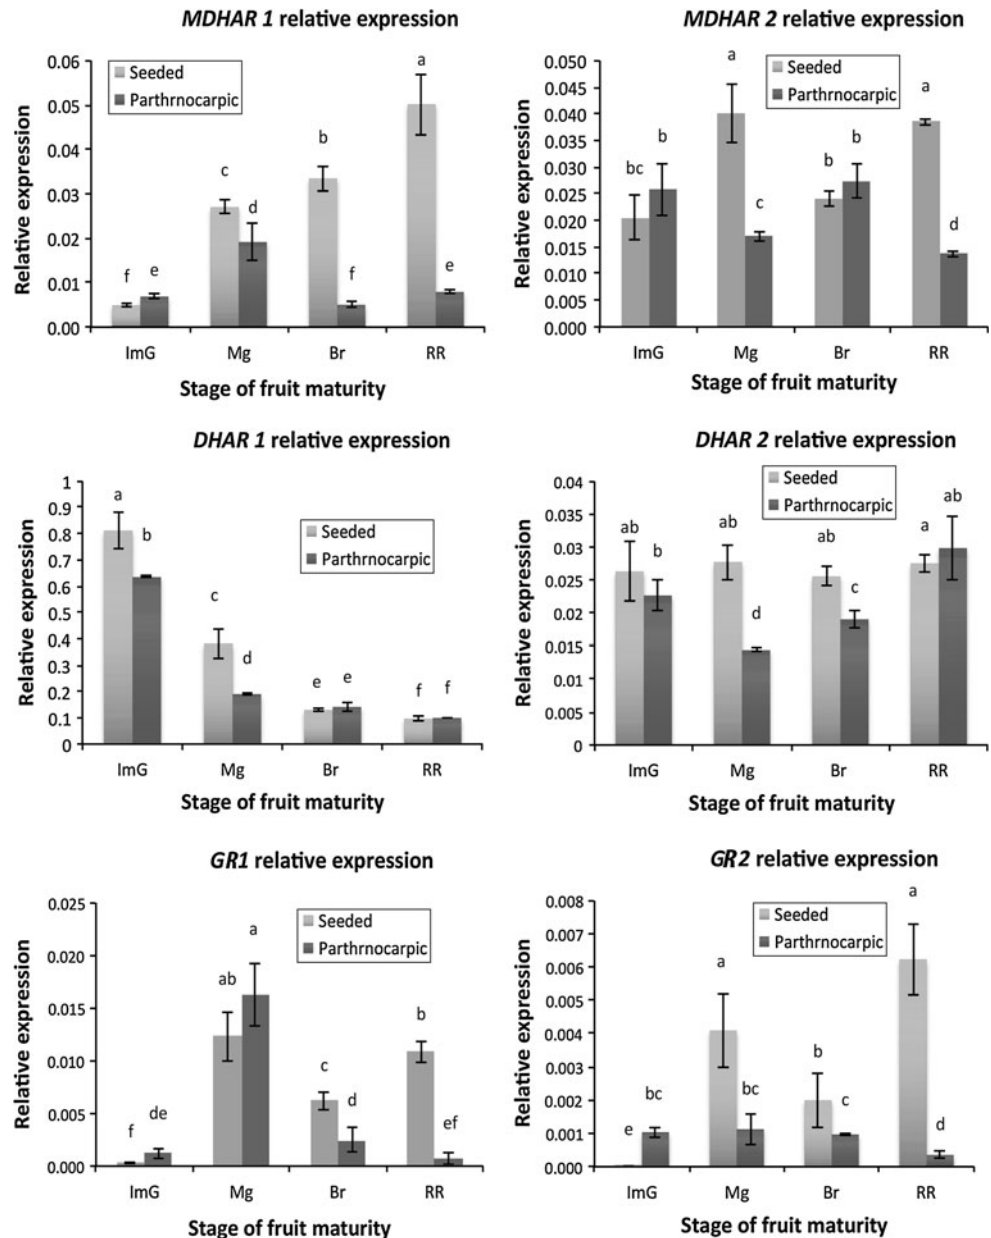 MDHAR 1 relative expression
0.06
0.05
0.04
0.03
0.02
0.01
0.00
Relative expression
Seeded
Parthrnocarpic
f e c d b f a e
ImG Mg Br RR
Stage of fruit maturity
MDHAR 2 relative expression
0.050
0.045
0.040
0.035
0.030
0.025
0.020
0.015
0.010
0.005
0.000
Relative expression
Seeded
Parthrnocarpic
bc a a c b b a d
ImG Mg Br RR
Stage of fruit maturity
DHAR 1 relative expression
1
0.9
0.8
0.7
0.6
0.5
0.4
0.3
0.2
0.1
0
Relative expression
Seeded
Parthrnocarpic
a b c d e e f f
ImG Mg Br RR
Stage of fruit maturity
DHAR 2 relative expression
0.04
0.035
0.03
0.025
0.02
0.015
0.01
0.005
0
Relative expression
Seeded
Parthrnocarpic
ab b ab d ab c a ab
ImG Mg Br RR
Stage of fruit maturity
GR1 relative expression
0.025
0.020
0.015
0.010
0.005
0.000
Relative expression
Seeded
Parthrnocarpic
f de ab a c d b ef
ImG Mg Br RR
Stage of fruit maturity
GR2 relative expression
0.008
0.007
0.006
0.005
0.004
0.003
0.002
0.001
0.000
Relative expression
Seeded
Parthrnocarpic
e bc a bc b c a d
ImG Mg Br RR
Stage of fruit maturity